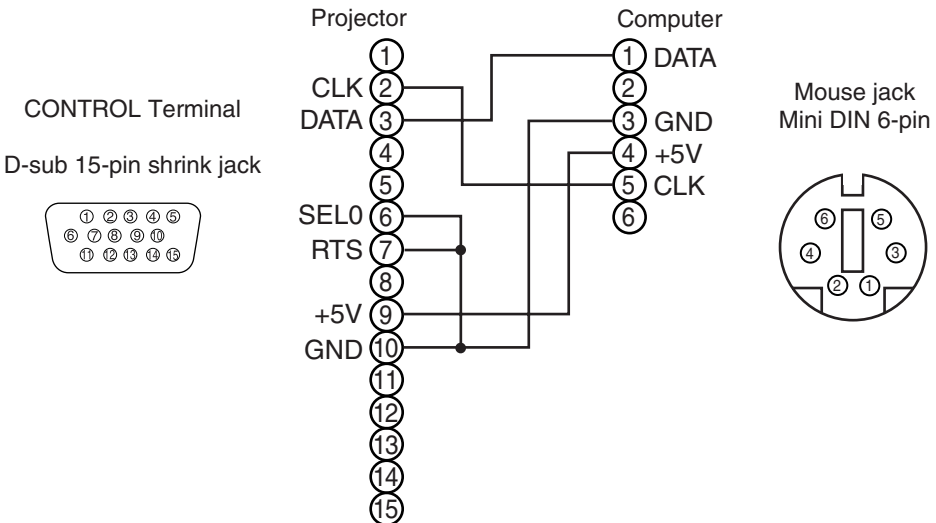 Projector
Computer
CONTROL Terminal
D-sub 15-pin shrink jack
① ② ③ ④ ⑤
⑥ ⑦ ⑧ ⑨ ⑩
⑪ ⑫ ⑬ ⑭ ⑮
①
CLK ②
DATA ③
④
⑤
SEL0 ⑥
RTS ⑦
⑧
+5V ⑨
GND ⑩
⑪
⑫
⑬
⑭
⑮
① DATA
②
③ GND
④ +5V
⑤ CLK
⑥
Mouse jack
Mini DIN 6-pin
⑥ ⑤
④ ③
② ①